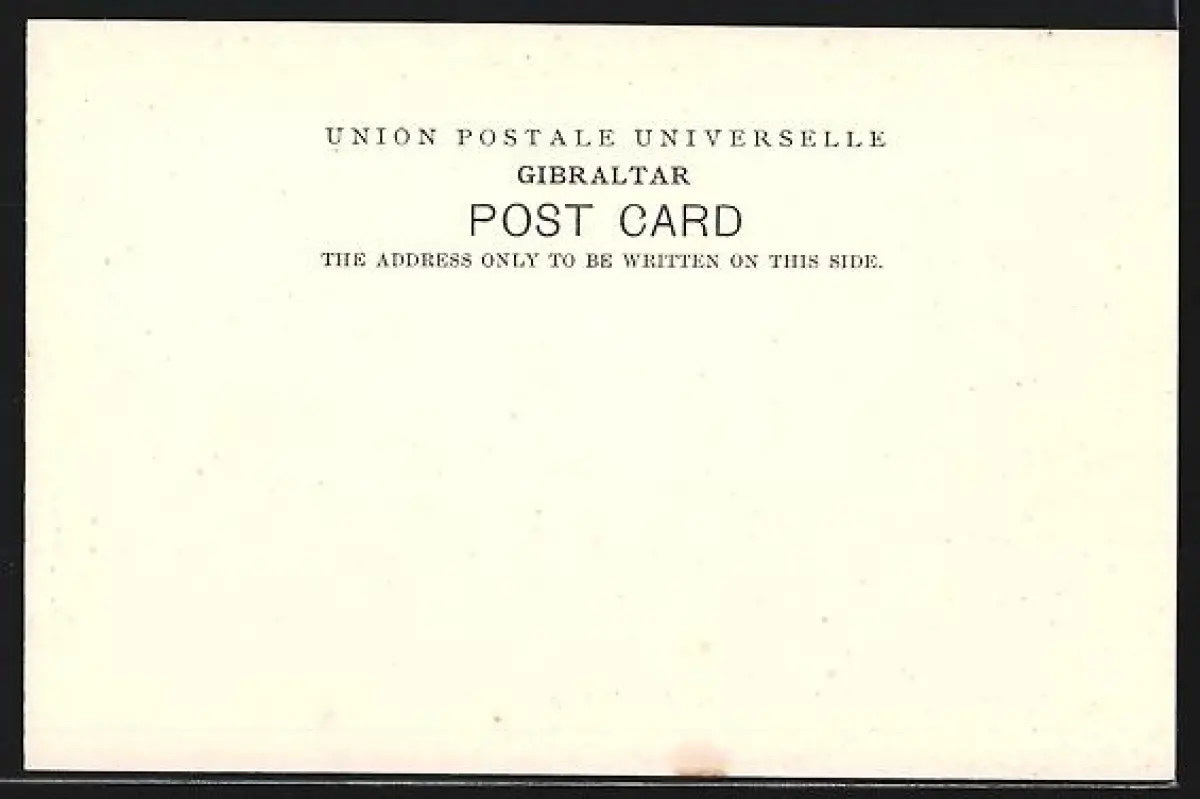 UNION POSTALE UNIVERSELLE
GIBRALTAR
POST CARD
THE ADDRESS ONLY TO BE WRITTEN ON THIS SIDE.